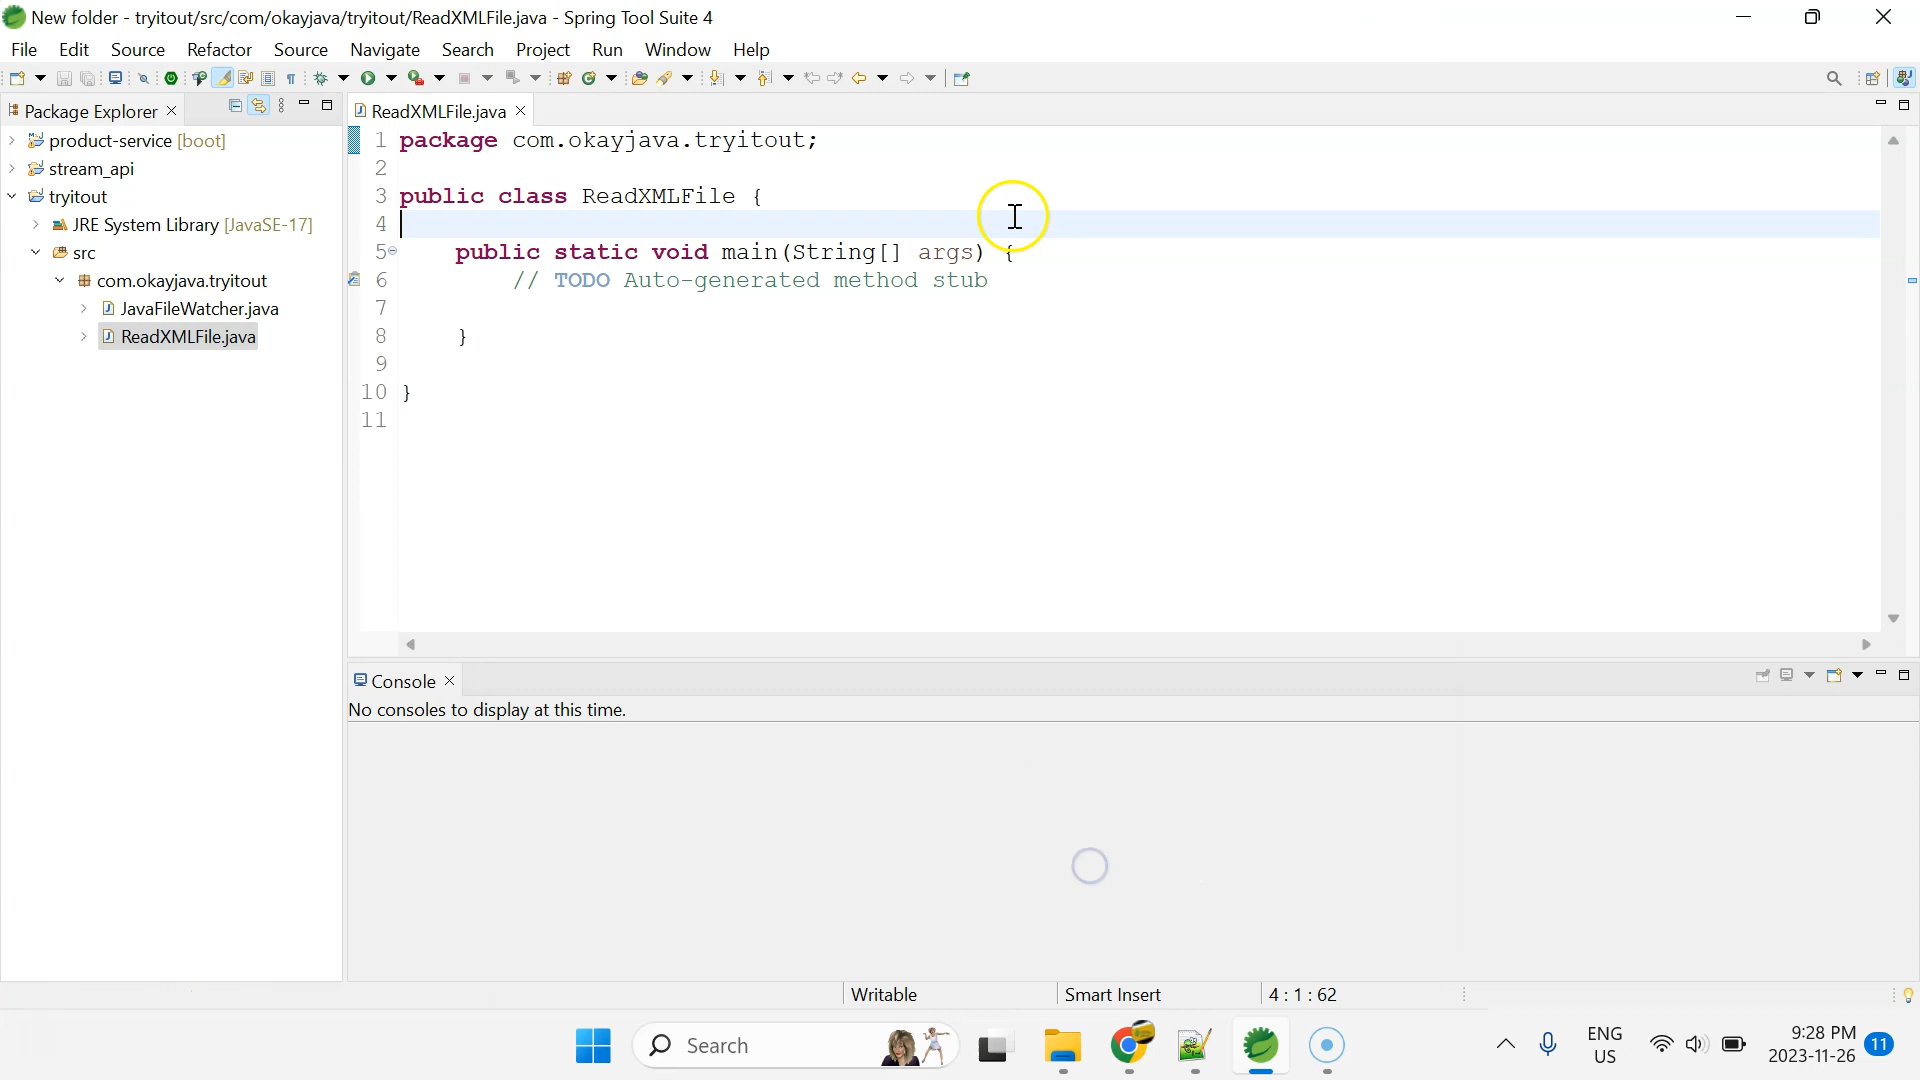 New folder - tryitout/src/com/okayjava/tryitout/ReadXMLFile.java - Spring Tool Suite 4
File Edit Source Refactor Source Navigate Search Project Run Window Help
Package Explorer
product-service [boot]
stream_api
tryitout
JRE System Library [JavaSE-17]
src
com.okayjava.tryitout
JavaFileWatcher.java
ReadXMLFile.java
ReadXMLFile.java
1 package com.okayjava.tryitout;
2
3 public class ReadXMLFile {
4
5 public static void main(String[] args) {
6 // TODO Auto-generated method stub
7
8 }
9
10 }
11
Console
No consoles to display at this time.
Writable Smart Insert 4 : 1 : 62
Search
ENG
US
9:28 PM
2023-11-26
11